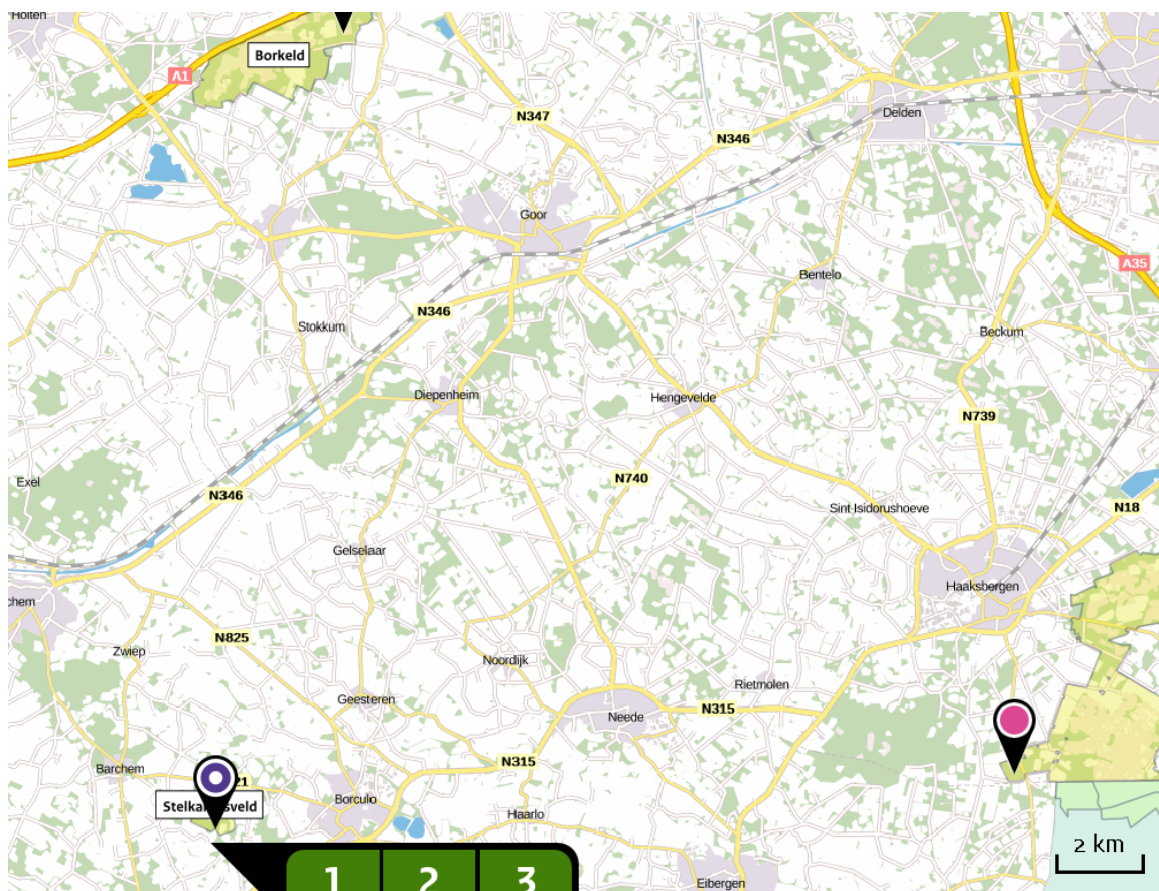 Holten
Borkeld
A1
N347
Delden
N346
Goor
A35
Bentelo
N346
Stokkum
Beckum
Diepenheim
Hengevelde
N739
Exel
N740
N346
N18
Sint Isidorushoeve
Gelselaar
Haaksbergen
chem
N825
Zwiep
Noordijk
Rietmolen
Geesteren
N315
Neede
N315
Barchem
21
Borculo
Haarlo
2 km
1 2 3
Eibergen